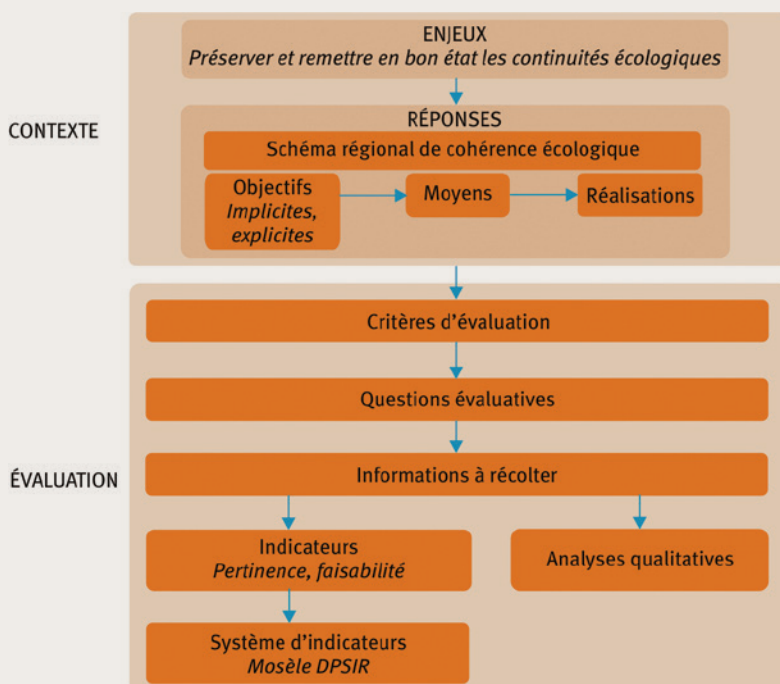 CONTEXTE
ENJEUX
Préserver et remettre en bon état les continuités écologiques
RÉPONSES
Schéma régional de cohérence écologique
Objectifs
Implicites,
explicites
Moyens
Réalisations
ÉVALUATION
Critères d'évaluation
Questions évaluatives
Informations à récolter
Indicateurs
Pertinence, faisabilité
Analyses qualitatives
Système d'indicateurs
Mosèle DPSIR